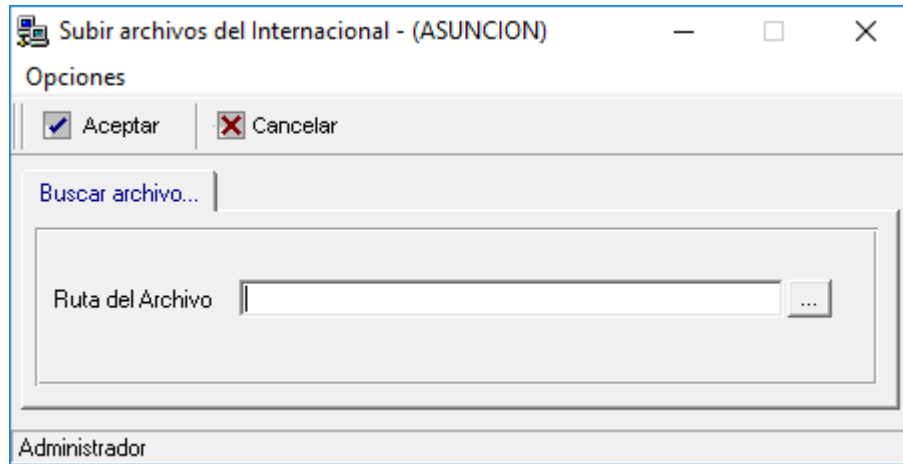 Subir archivos del Internacional - (ASUNCION)
Opciones
Aceptar Cancelar
Buscar archivo...
Ruta del Archivo ...
Administrador